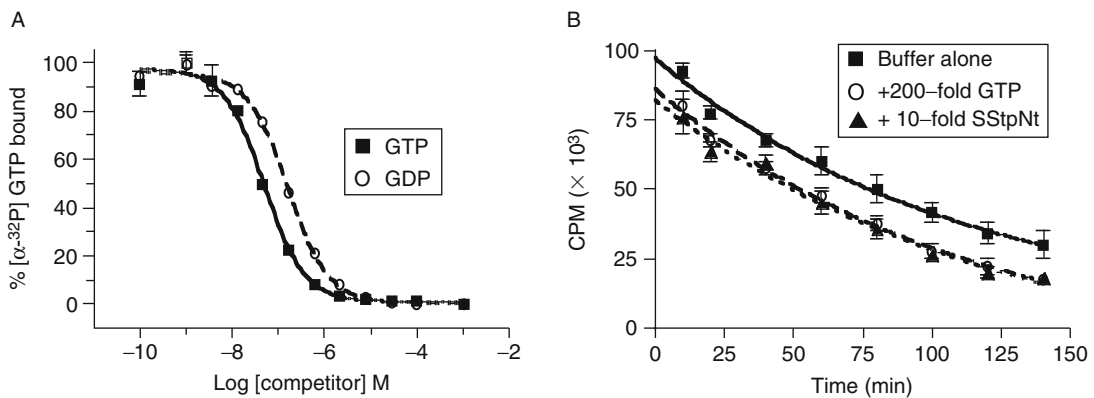 A
% [α-³²P] GTP bound
100
80
60
40
20
0
GTP
GDP
–10
–8
–6
–4
–2
Log [competitor] M
B
CPM (× 10³)
100
75
50
25
0
Buffer alone
+200–fold GTP
+ 10–fold SStpNt
0
25
50
75
100
125
150
Time (min)